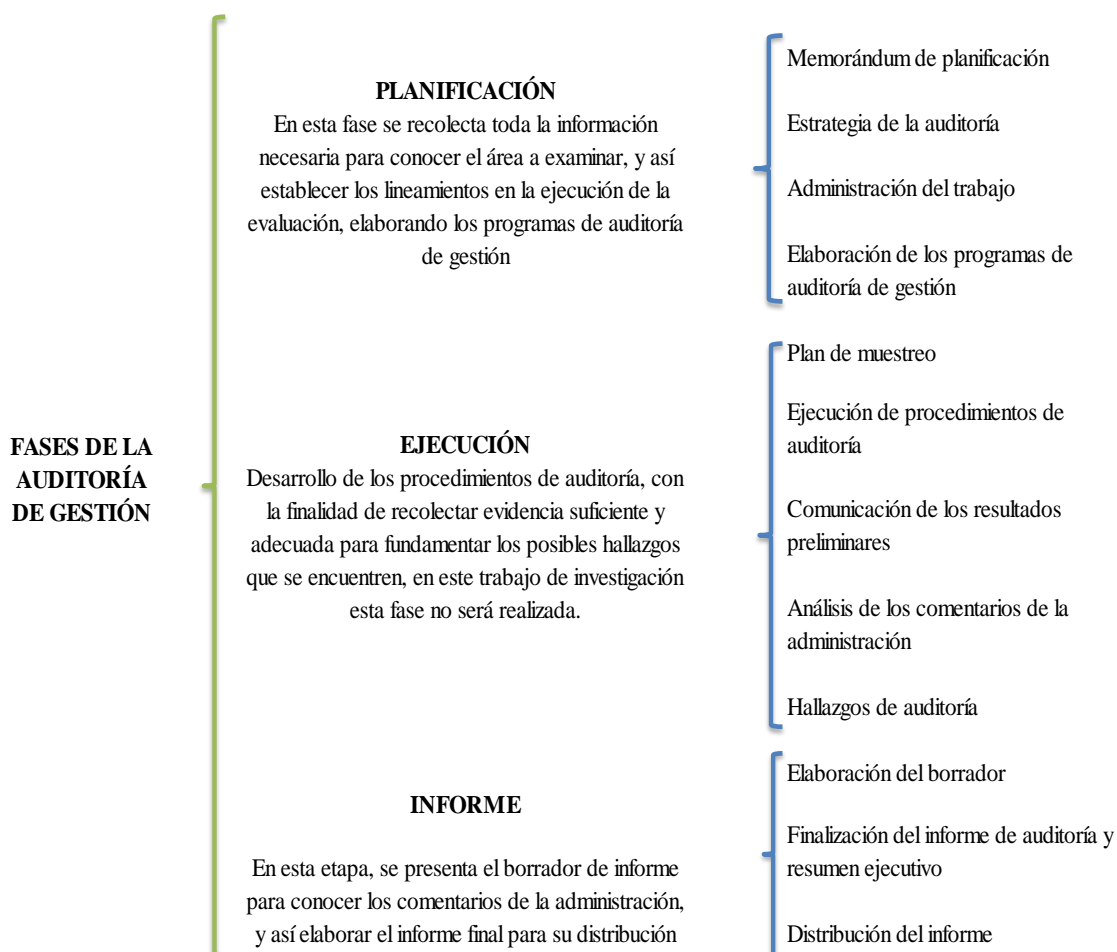 FASES DE LA
AUDITORÍA
DE GESTIÓN
PLANIFICACIÓN
En esta fase se recolecta toda la información
necesaria para conocer el área a examinar, y así
establecer los lineamientos en la ejecución de la
evaluación, elaborando los programas de auditoría
de gestión
Memorándum de planificación
Estrategia de la auditoría
Administración del trabajo
Elaboración de los programas de
auditoría de gestión
EJECUCIÓN
Desarrollo de los procedimientos de auditoría, con
la finalidad de recolectar evidencia suficiente y
adecuada para fundamentar los posibles hallazgos
que se encuentren, en este trabajo de investigación
esta fase no será realizada.
Plan de muestreo
Ejecución de procedimientos de
auditoría
Comunicación de los resultados
preliminares
Análisis de los comentarios de la
administración
Hallazgos de auditoría
INFORME
En esta etapa, se presenta el borrador de informe
para conocer los comentarios de la administración,
y así elaborar el informe final para su distribución
Elaboración del borrador
Finalización del informe de auditoría y
resumen ejecutivo
Distribución del informe